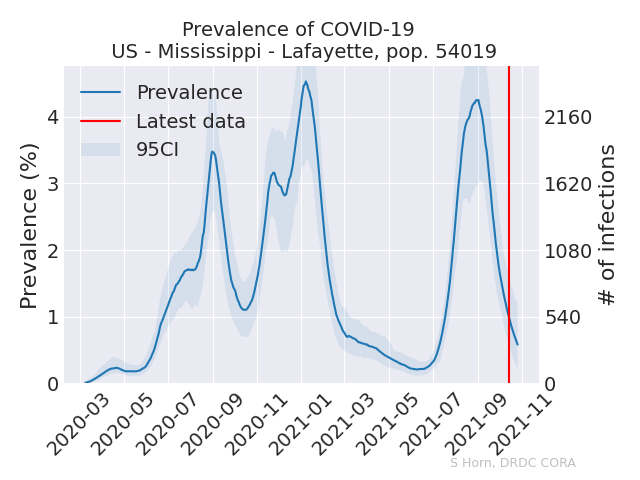 Prevalence of COVID-19
US - Mississippi - Lafayette, pop. 54019
Prevalence
Latest data
95CI
Prevalence (%)
4
3
2
1
0
2160
1620
1080
540
0
# of infections
2020-03
2020-05
2020-07
2020-09
2020-11
2021-01
2021-03
2021-05
2021-07
2021-09
2021-11
S Horn, DRDC CORA